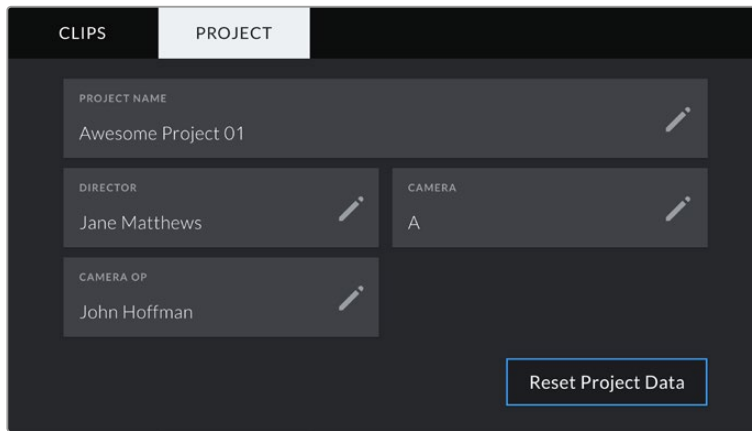 CLIPS
PROJECT
PROJECT NAME
Awesome Project 01
DIRECTOR
Jane Matthews
CAMERA
A
CAMERA OP
John Hoffman
Reset Project Data